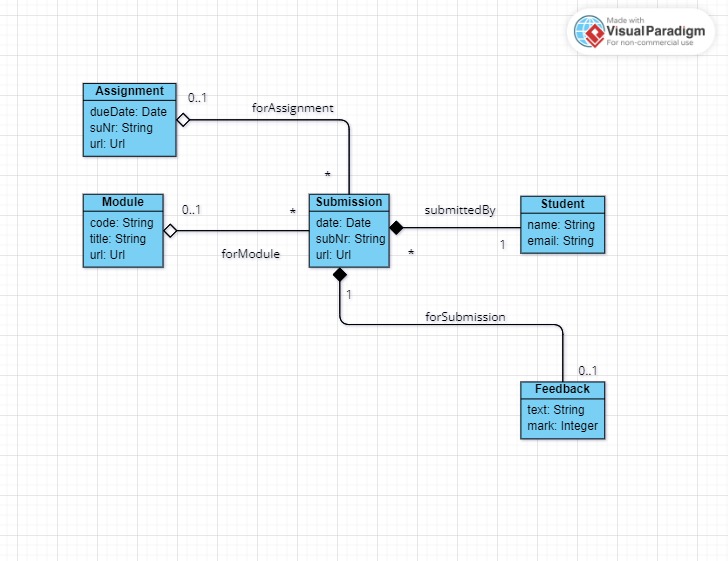 Made with
VisualParadigm
For non-commercial use
Assignment
dueDate: Date
suNr: String
url: Url
0..1
forAssignment
*
Module
code: String
title: String
url: Url
0..1
*
forModule
Submission
date: Date
subNr: String
url: Url
submittedBy
*
1
Student
name: String
email: String
1
forSubmission
0..1
Feedback
text: String
mark: Integer